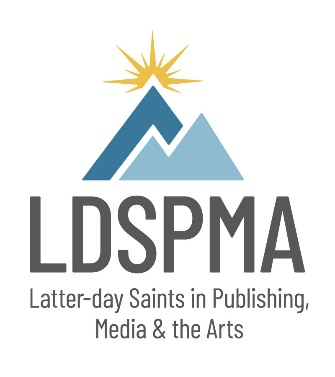 LDSPMA
Latter-day Saints in Publishing,
Media & the Arts